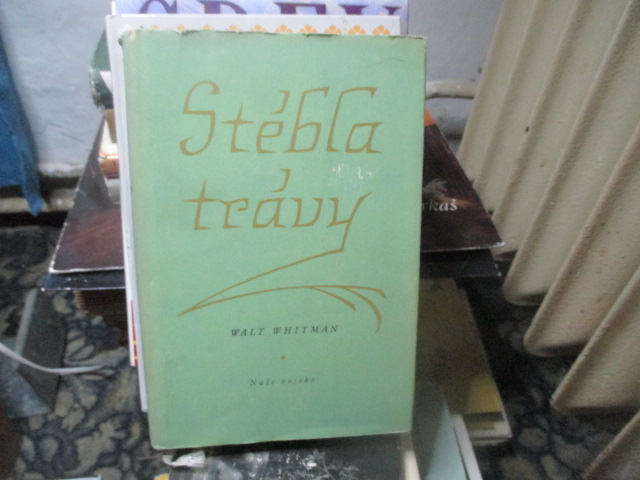 Stébla
trávy
WALT WHITMAN
Naše vojsko